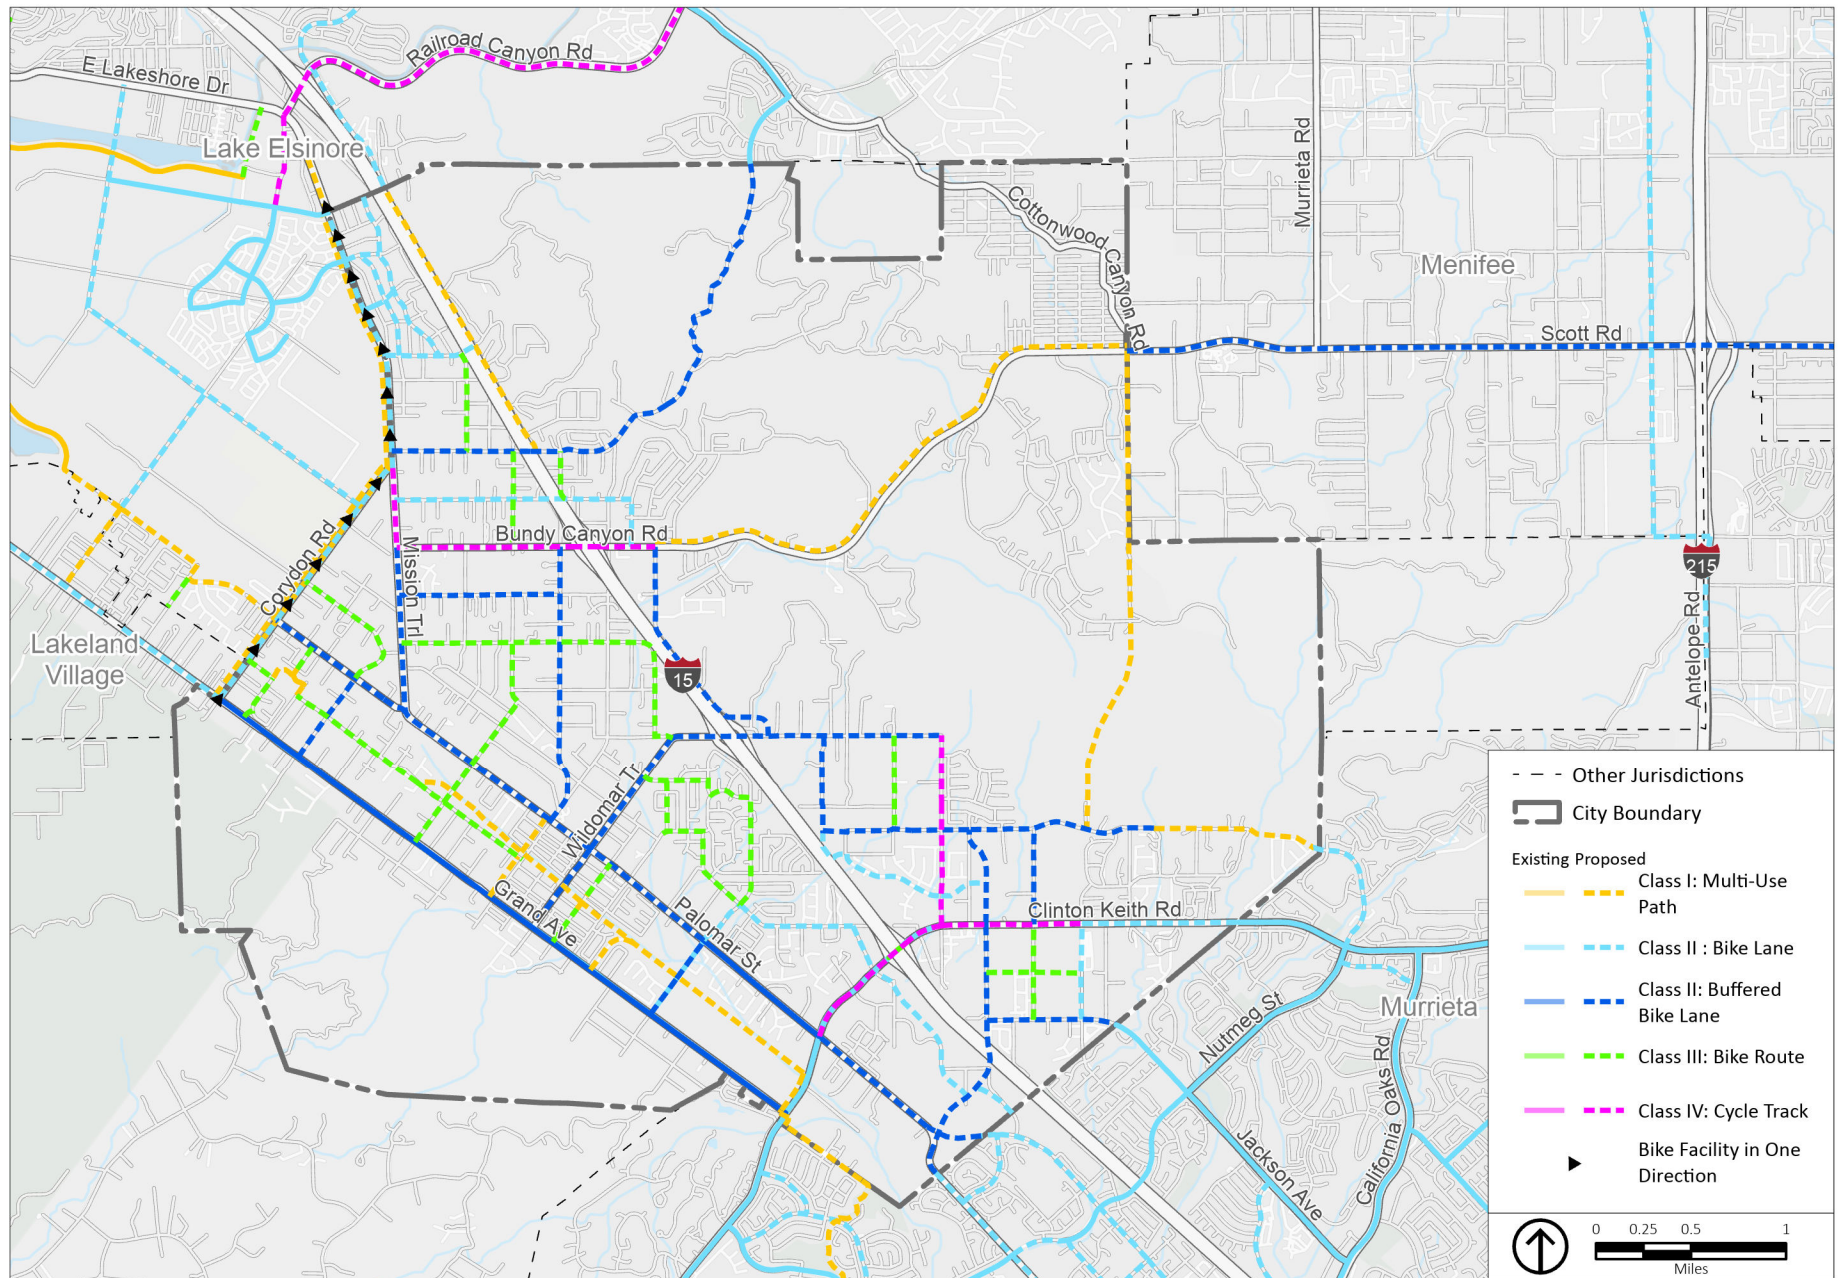 Railroad Canyon Rd
E Lakeshore Dr
Lake Elsinore
Murrieta Rd
Cottonwood Canyon Rd
Menifee
Scott Rd
Bundy Canyon Rd
Corydon Rd
Mission Trl
215
Antelope Rd
Lakeland
Village
15
Wildomar Tr
Grand Ave
Palomar St
Clinton Keith Rd
Nutmeg St
Murrieta
California Oaks Rd
Jackson Ave
Other Jurisdictions
City Boundary
Existing Proposed
Class I: Multi-Use
Path
Class II : Bike Lane
Class II: Buffered
Bike Lane
Class III: Bike Route
Class IV: Cycle Track
Bike Facility in One
Direction
0 0.25 0.5 1
Miles